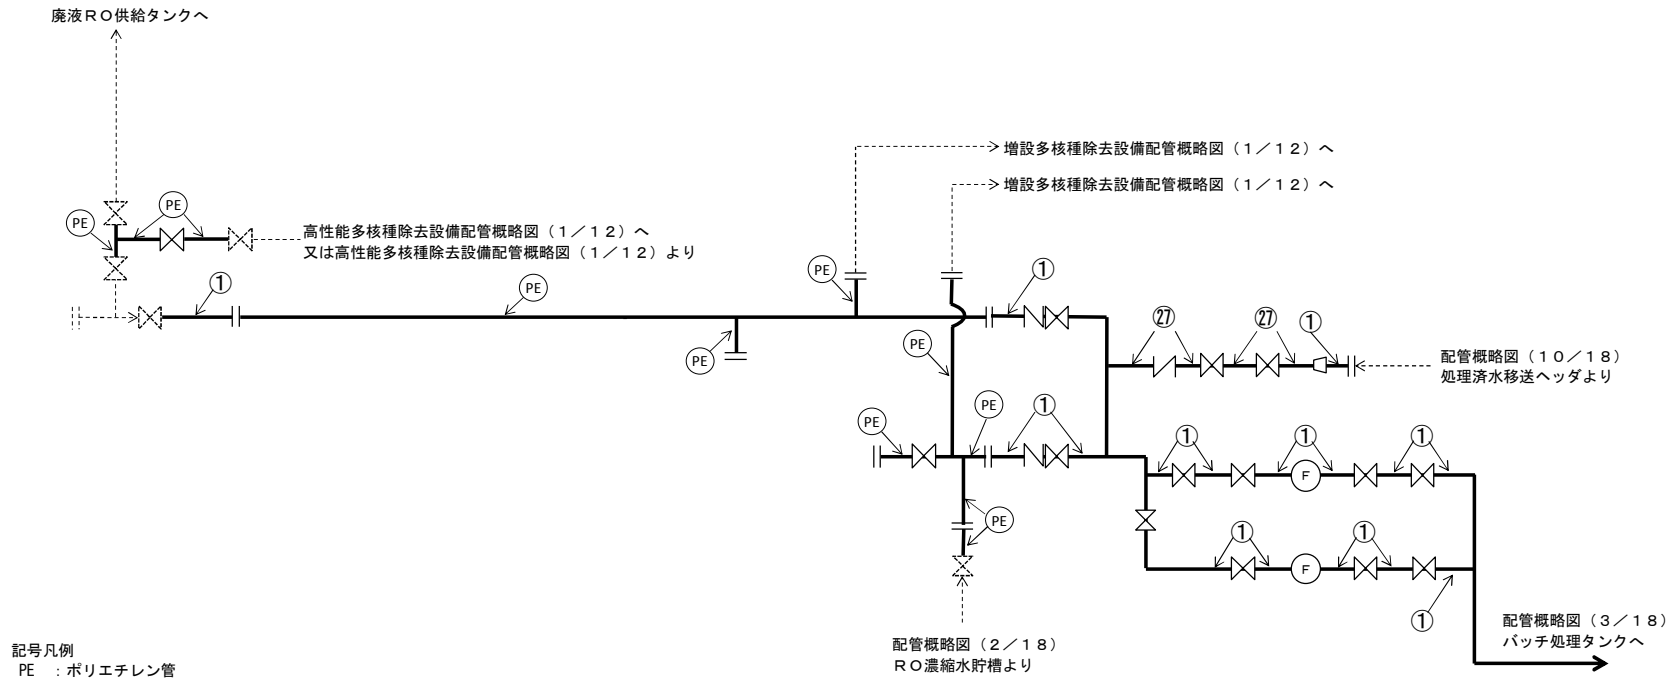 廃液ＲＯ供給タンクへ
増設多核種除去設備配管概略図（１／１２）へ
増設多核種除去設備配管概略図（１／１２）へ
PE
PE
高性能多核種除去設備配管概略図（１／１２）へ
又は高性能多核種除去設備配管概略図（１／１２）より
①
PE
PE
①
PE
PE
㉗
㉗
①
配管概略図（１０／１８）
処理済水移送ヘッダより
PE
PE
①
①
①
①
F
PE
①
①
F
①
配管概略図（３／１８）
バッチ処理タンクへ
配管概略図（２／１８）
ＲＯ濃縮水貯槽より
記号凡例
PE ：ポリエチレン管